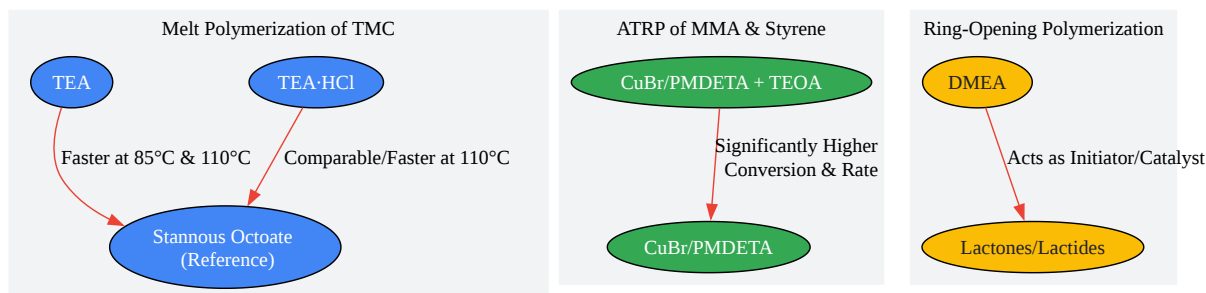 Melt Polymerization of TMC
TEA
TEA·HCl
Faster at 85°C & 110°C
Comparable/Faster at 110°C
Stannous Octoate
(Reference)
ATRP of MMA & Styrene
CuBr/PMDETA + TEOA
Significantly Higher
Conversion & Rate
CuBr/PMDETA
Ring-Opening Polymerization
DMEA
Acts as Initiator/Catalyst
Lactones/Lactides